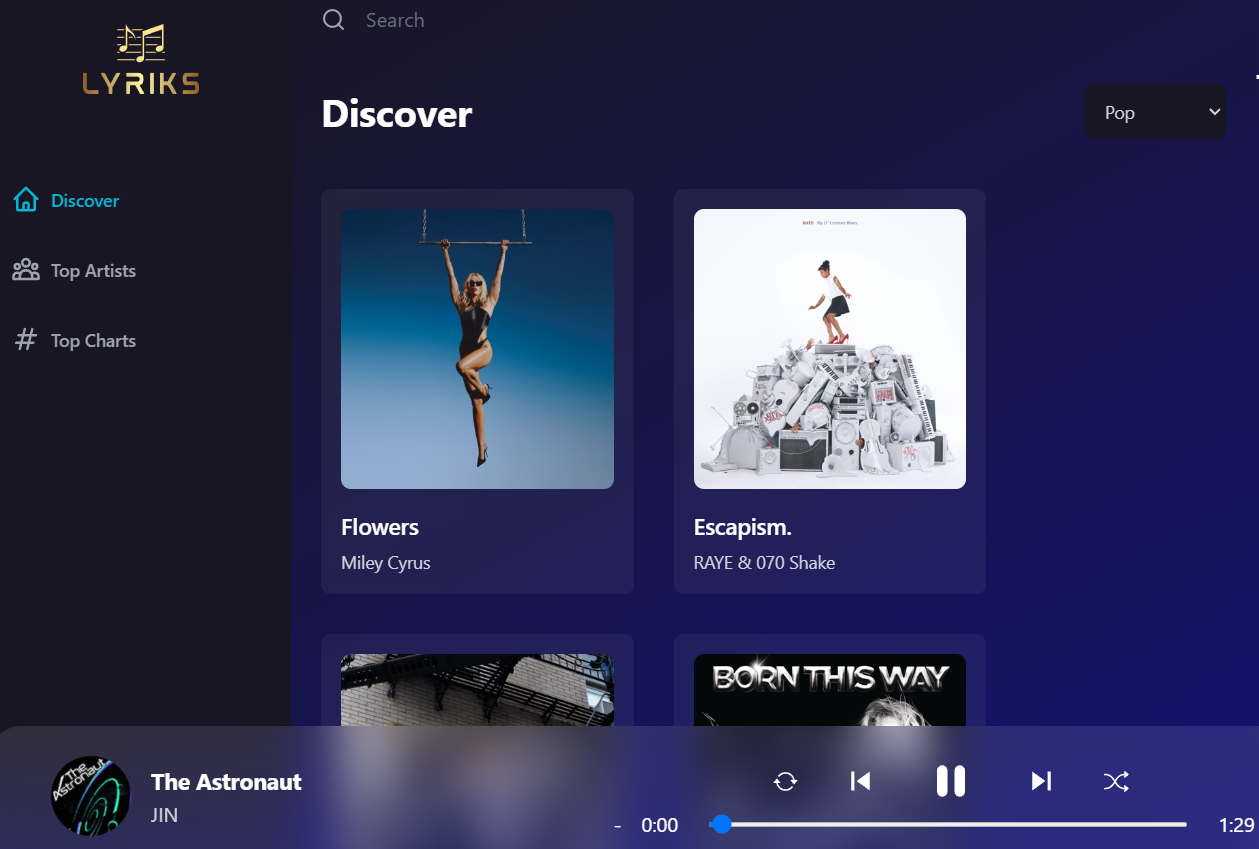 LYRIKS
Search
Discover
Pop
Discover
Top Artists
Top Charts
RAYE My 21st Century Blues.
Flowers
Miley Cyrus
Escapism.
RAYE & 070 Shake
BORN THIS WAY
The Astronaut
The Astronaut
JIN
- 0:00
1:29